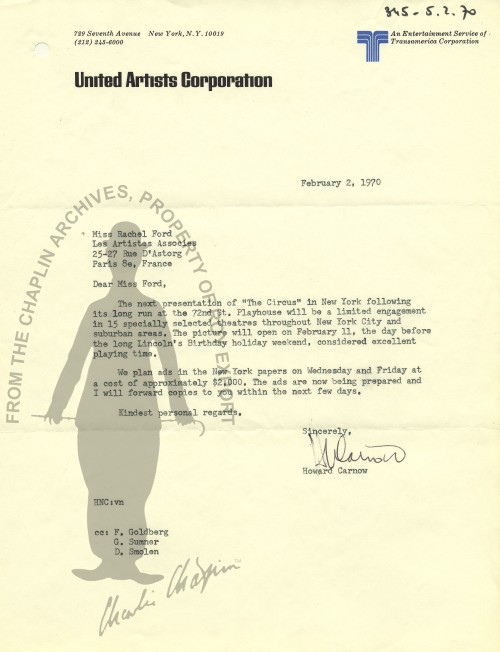 845 - 5.2.70
729 Seventh Avenue New York, N.Y. 10019
(212) 245-6000
An Entertainment Service of
Transamerica Corporation
United Artists Corporation
February 2, 1970
Miss Rachel Ford
Les Artistes Associes
25-27 Rue D'Astorg
Paris 8e, France
Dear Miss Ford,
The next presentation of "The Circus" in New York following
its long run at the 72nd St. Playhouse will be a limited engagement
in 15 specially selected theatres throughout New York City and
suburban areas. The picture will open on February 11, the day before
the long Lincoln's Birthday holiday weekend, considered excellent
playing time.
We plan ads in the New York papers on Wednesday and Friday at
a cost of approximately $2,000. The ads are now being prepared and
I will forward copies to you within the next few days.
Kindest personal regards.
Sincerely,
Howard Carnow
HNC:vn
cc: F. Goldberg
G. Sumner
D. Smolen
FROM THE CHAPLIN ARCHIVES, PROPERTY OF ROY EXPORT
Charlie Chaplin™